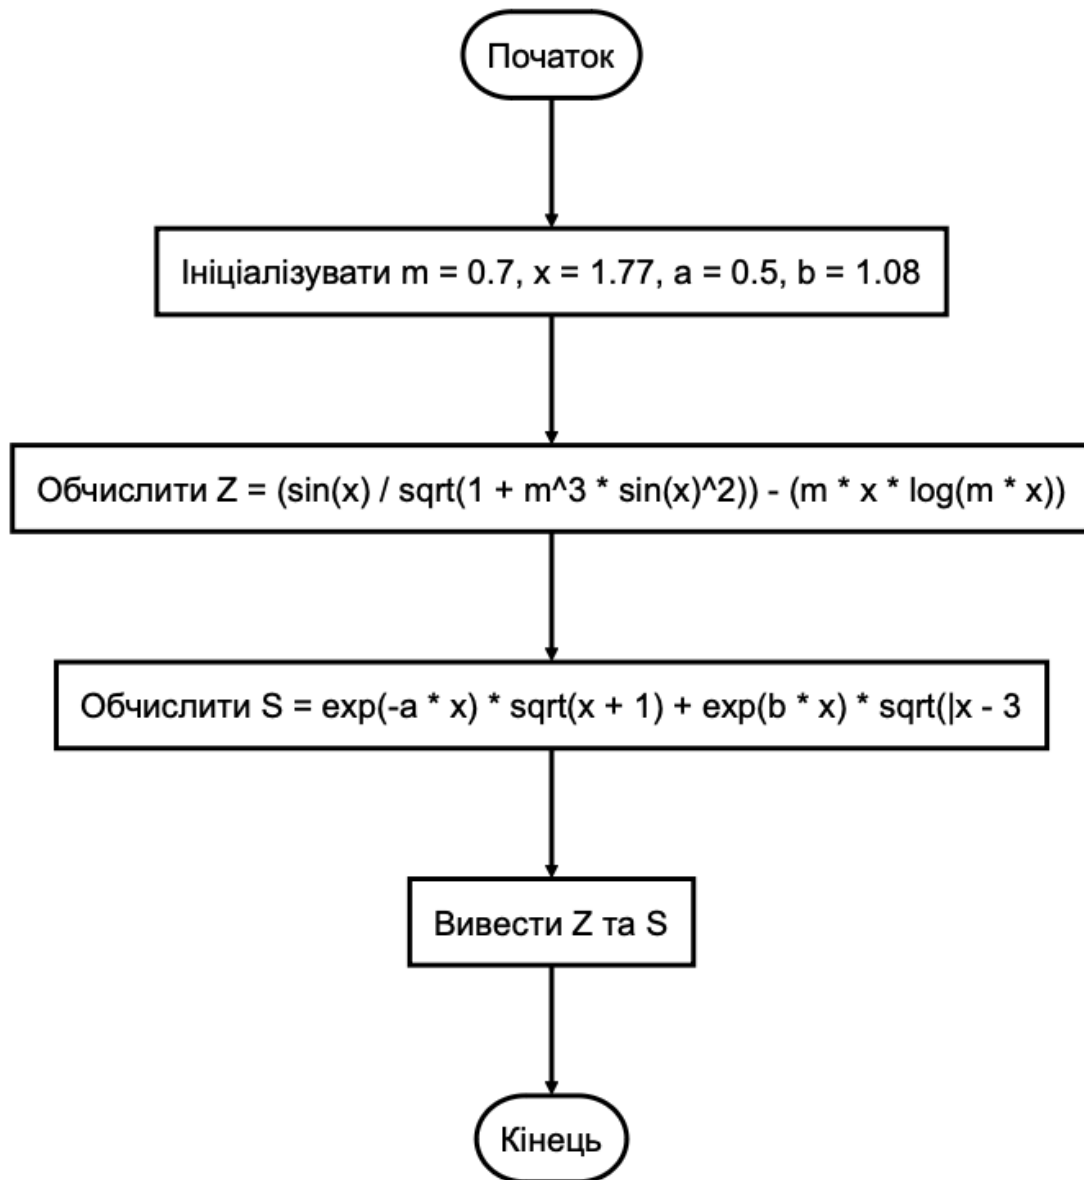 Початок
Ініціалізувати m = 0.7, x = 1.77, a = 0.5, b = 1.08
Обчислити Z = (sin(x) / sqrt(1 + m^3 * sin(x)^2)) - (m * x * log(m * x))
Обчислити S = exp(-a * x) * sqrt(x + 1) + exp(b * x) * sqrt(|x - 3
Вивести Z та S
Кінець